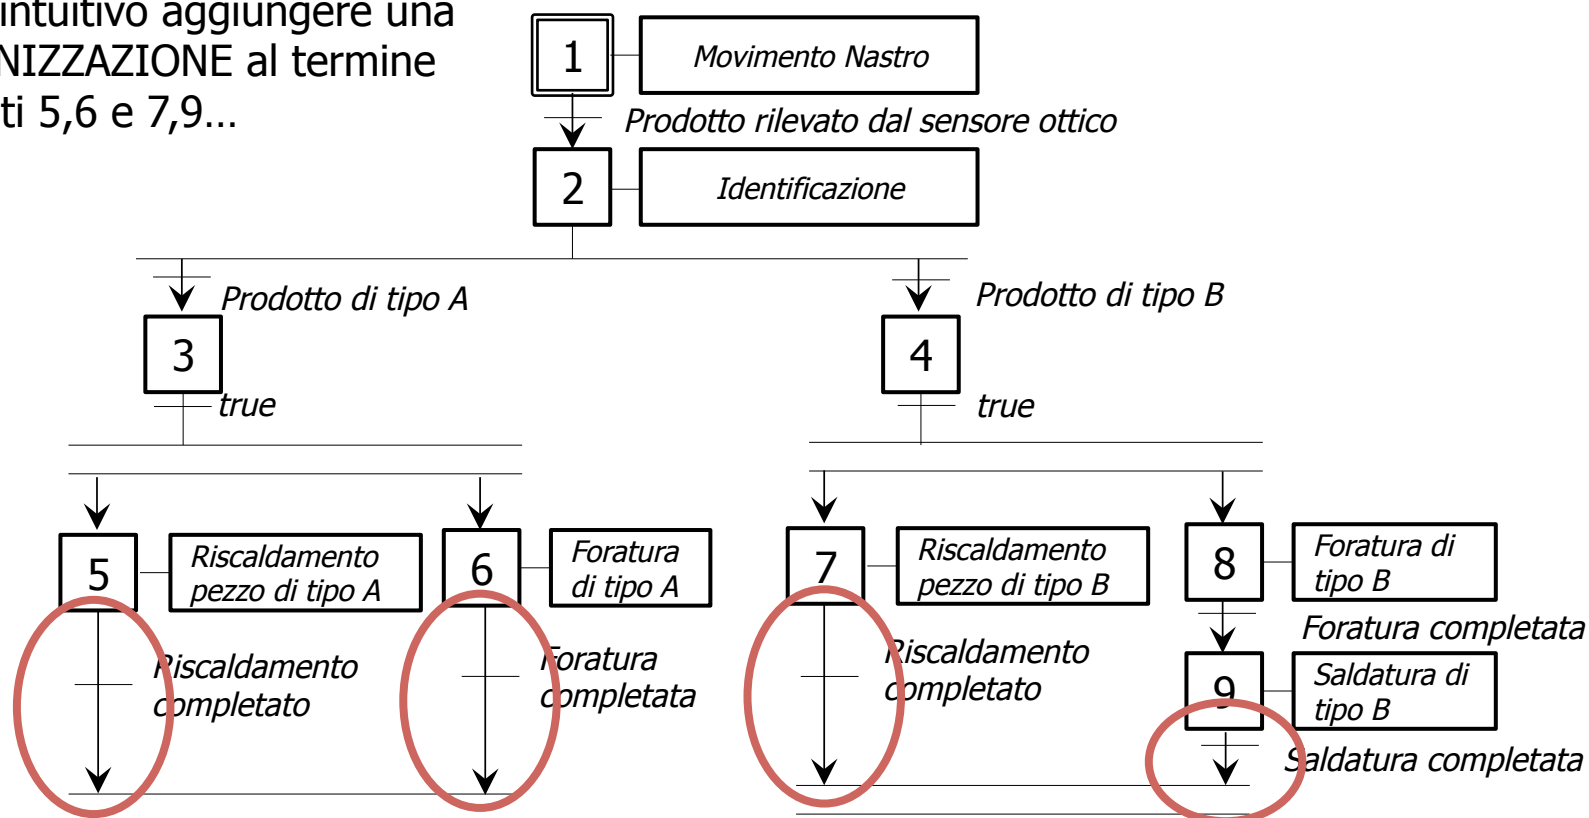 intuitivo aggiungere una
NIZZAZIONE al termine
ti 5,6 e 7,9...
1
Movimento Nastro
Prodotto rilevato dal sensore ottico
2
Identificazione
Prodotto di tipo A
Prodotto di tipo B
3
4
true
true
5
Riscaldamento
pezzo di tipo A
6
Foratura
di tipo A
7
Riscaldamento
pezzo di tipo B
8
Foratura di
tipo B
Foratura completata
Riscaldamento
completato
Foratura
completata
Riscaldamento
completato
9
Saldatura di
tipo B
Saldatura completata